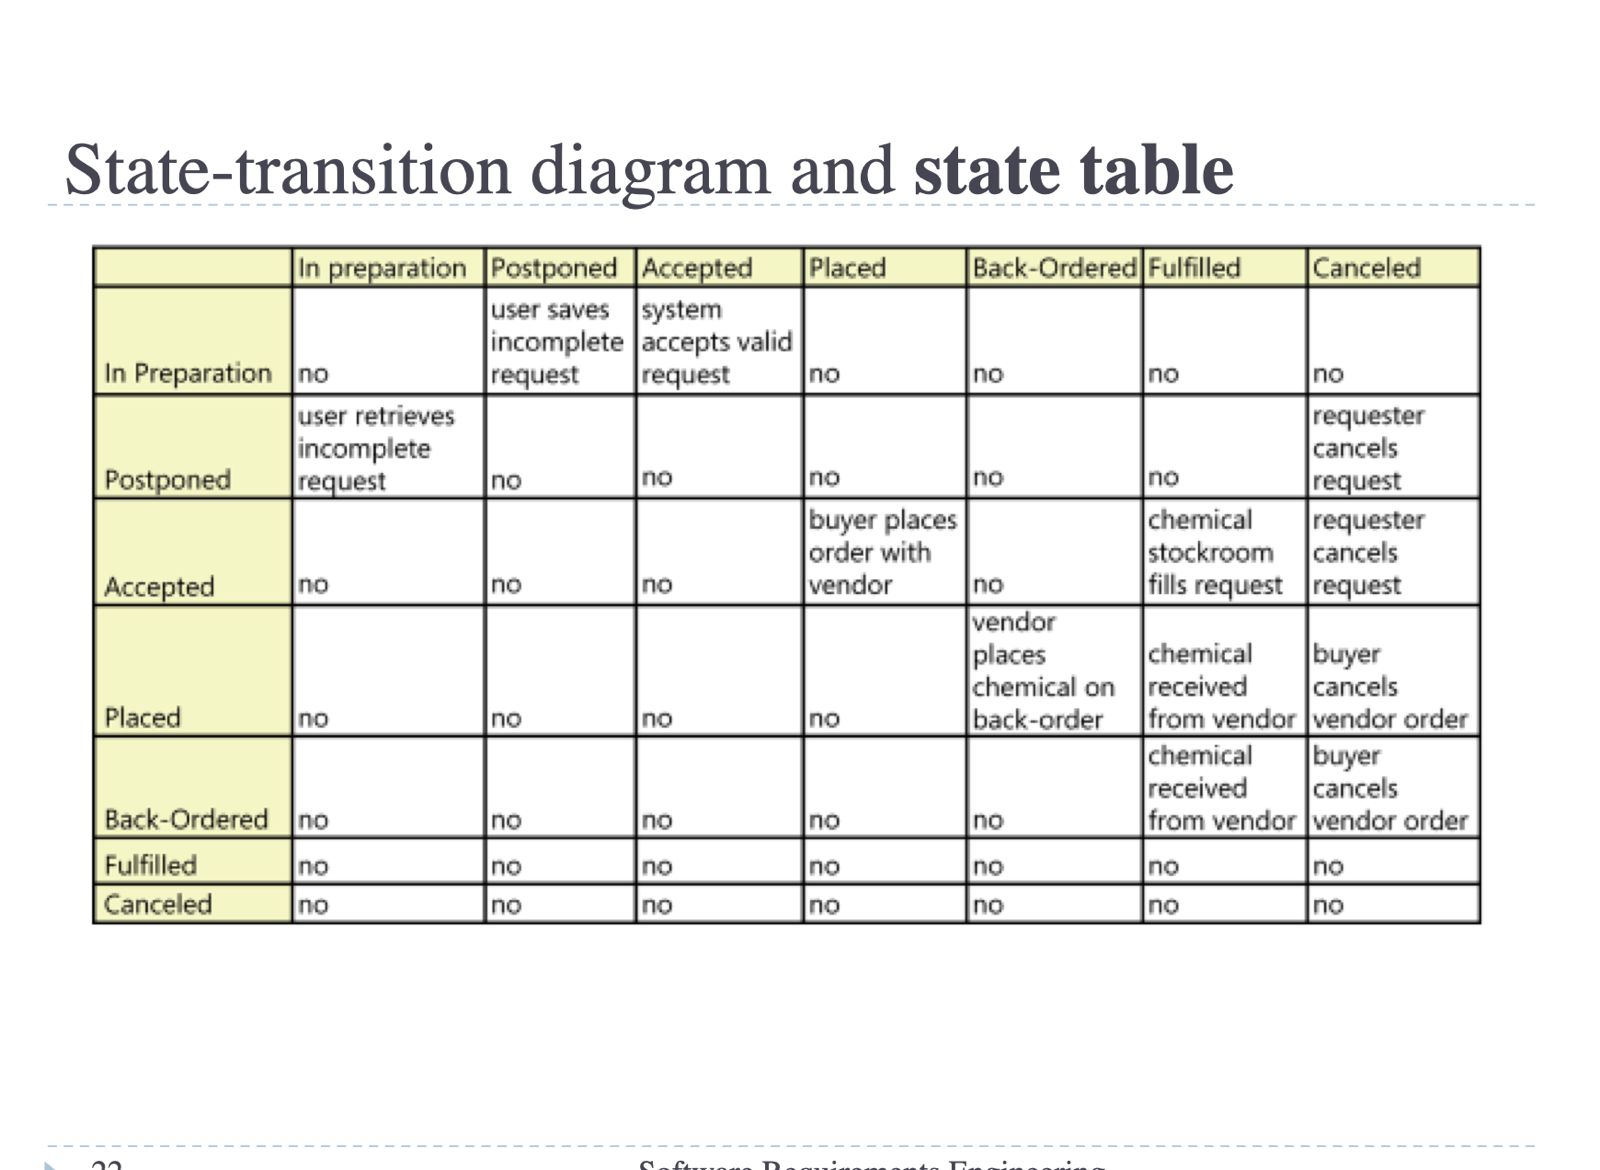 State-transition diagram and state table
In preparation Postponed Accepted Placed Back-Ordered Fulfilled Canceled
In Preparation no user saves incomplete request system accepts valid request no no no no
Postponed user retrieves incomplete request no no no no no requester cancels request
Accepted no no no buyer places order with vendor no chemical stockroom fills request requester cancels request
Placed no no no no vendor places chemical on back-order chemical received from vendor buyer cancels vendor order
Back-Ordered no no no no no chemical received from vendor buyer cancels vendor order
Fulfilled no no no no no no no
Canceled no no no no no no no
22 Software Requirements Engineering